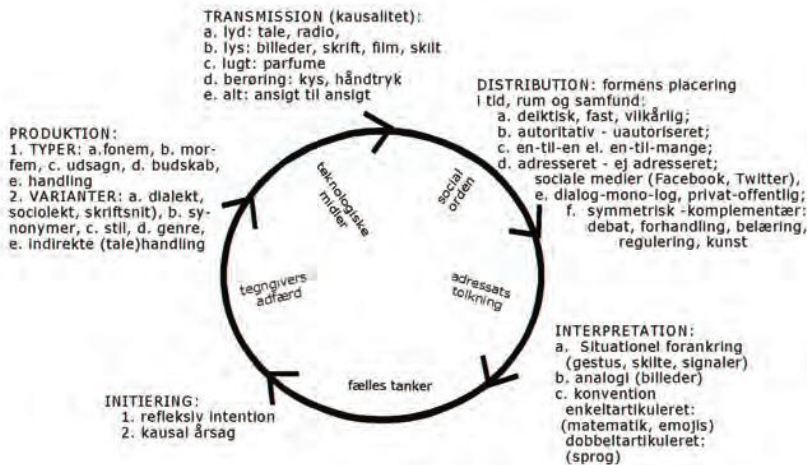 TRANSMISSION (kausalitet):
a. lyd: tale, radio,
b. lys: billeder, skrift, film, skilt
c. lugt: parfume
d. berøring: kys, håndtryk
e. alt: ansigt til ansigt
DISTRIBUTION: formens placering
i tid, rum og samfund:
a. deiktisk, fast, vilkårlig;
b. autoritativ - uautoriseret;
c. en-til-en el. en-til-mange;
d. adresseret - ej adresseret;
sociale medier (Facebook, Twitter),
e. dialog-mono-log, privat-offentlig;
f. symmetrisk -komplementær:
debat, forhandling, belæring,
regulering, kunst
PRODUKTION:
1. TYPER: a.fonem, b. mor-
fem, c. udsagn, d. budskab,
e. handling
2. VARIANTER: a. dialekt,
sociolekt, skriftsnit), b. sy-
nonymer, c. stil, d. genre,
e. indirekte (tale)handling
teknologiske
midler
social
orden
tegngivers
adfærd
adressats
tolkning
fælles tanker
INTERPRETATION:
a. Situationel forankring
(gestus, skilte, signaler)
b. analogi (billeder)
c. konvention
enkeltartikuleret:
(matematik, emojis)
dobbeltartikuleret:
(sprog)
INITIERING:
1. refleksiv intention
2. kausal årsag